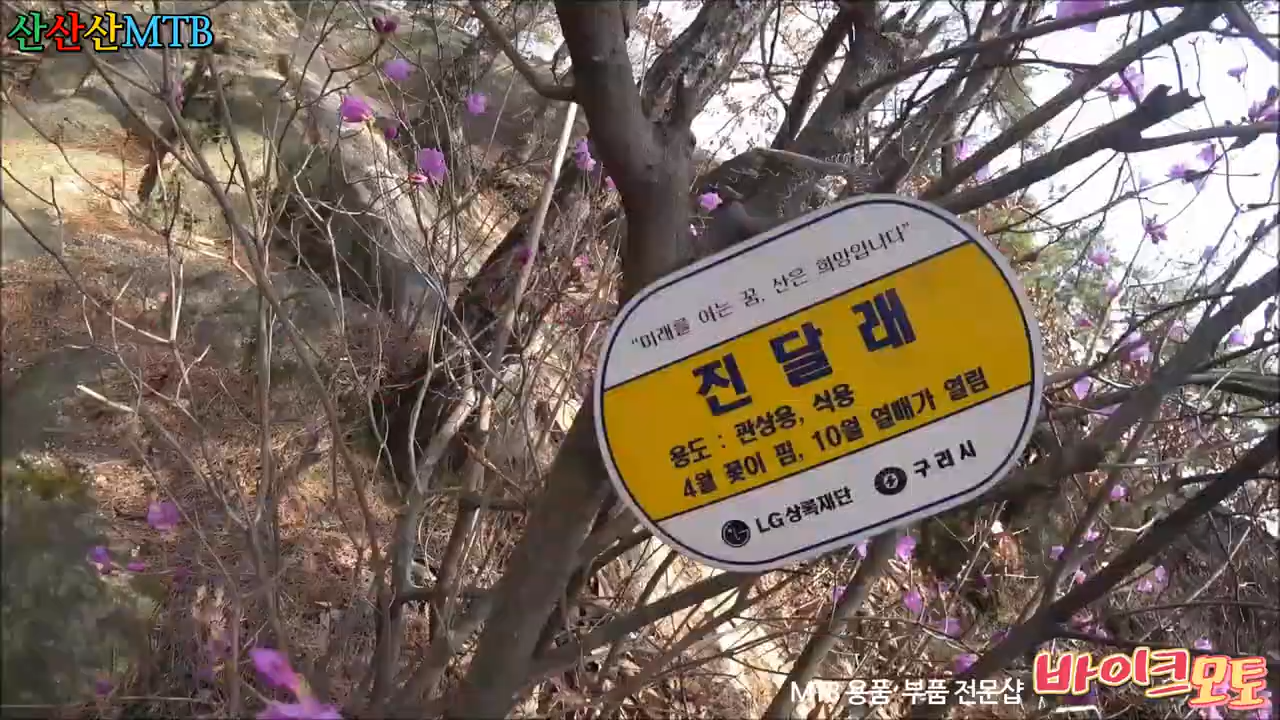 산산산MTB
"미래를 여는 꿈, 산은 희망입니다"
진달래
용도 : 관상용, 식용
4월 꽃이 핌, 10월 열매가 열림
LG상록재단 구리시
MTB 용품·부품 전문샵 바이크모토